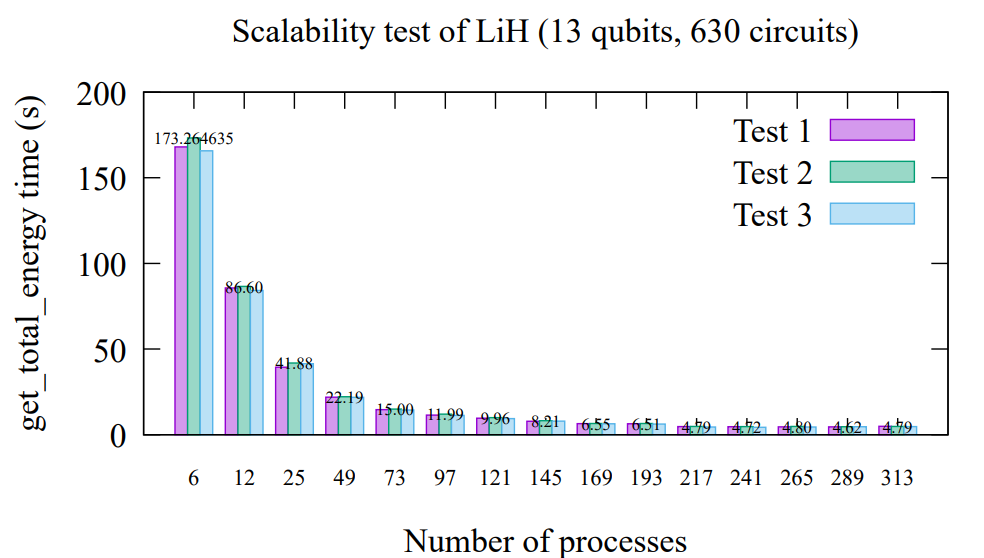 Scalability test of LiH (13 qubits, 630 circuits)
get_total_energy time (s)
200
150
100
50
0
173.264635
86.60
41.88
22.19
15.00
11.99
9.96
8.21
6.55
6.51
4.79
4.72
4.80
4.62
4.79
Test 1
Test 2
Test 3
6 12 25 49 73 97 121 145 169 193 217 241 265 289 313
Number of processes